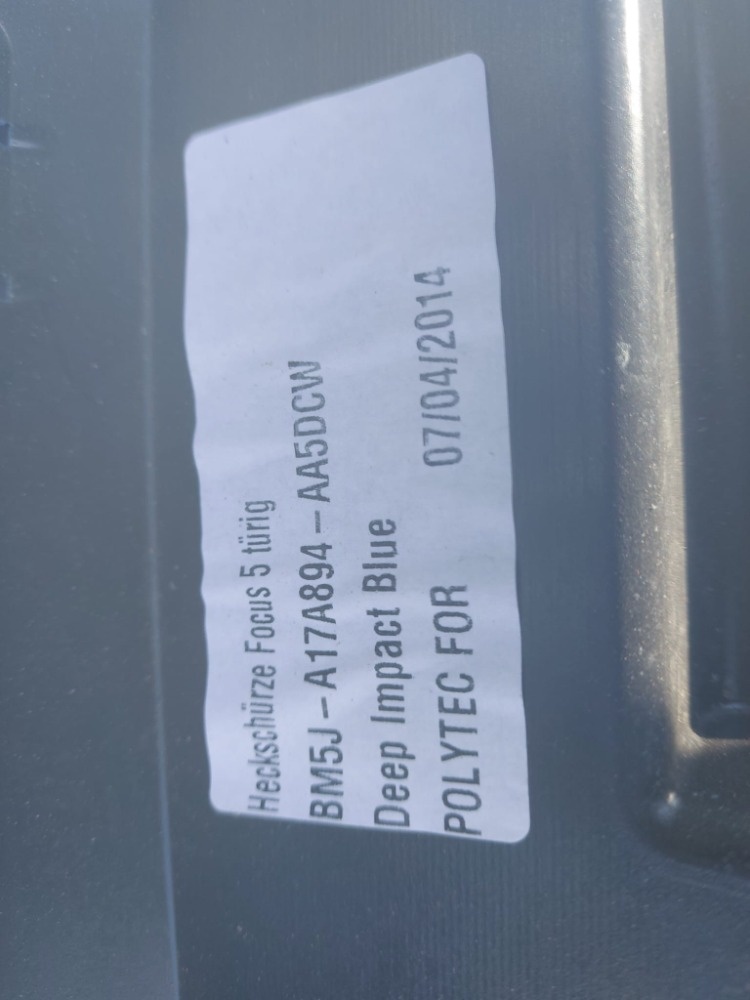 Heckschürze Focus 5 türig
BM5J-A17A894-AA5DCW
Deep Impact Blue
POLYTEC FOR 07/04/2014